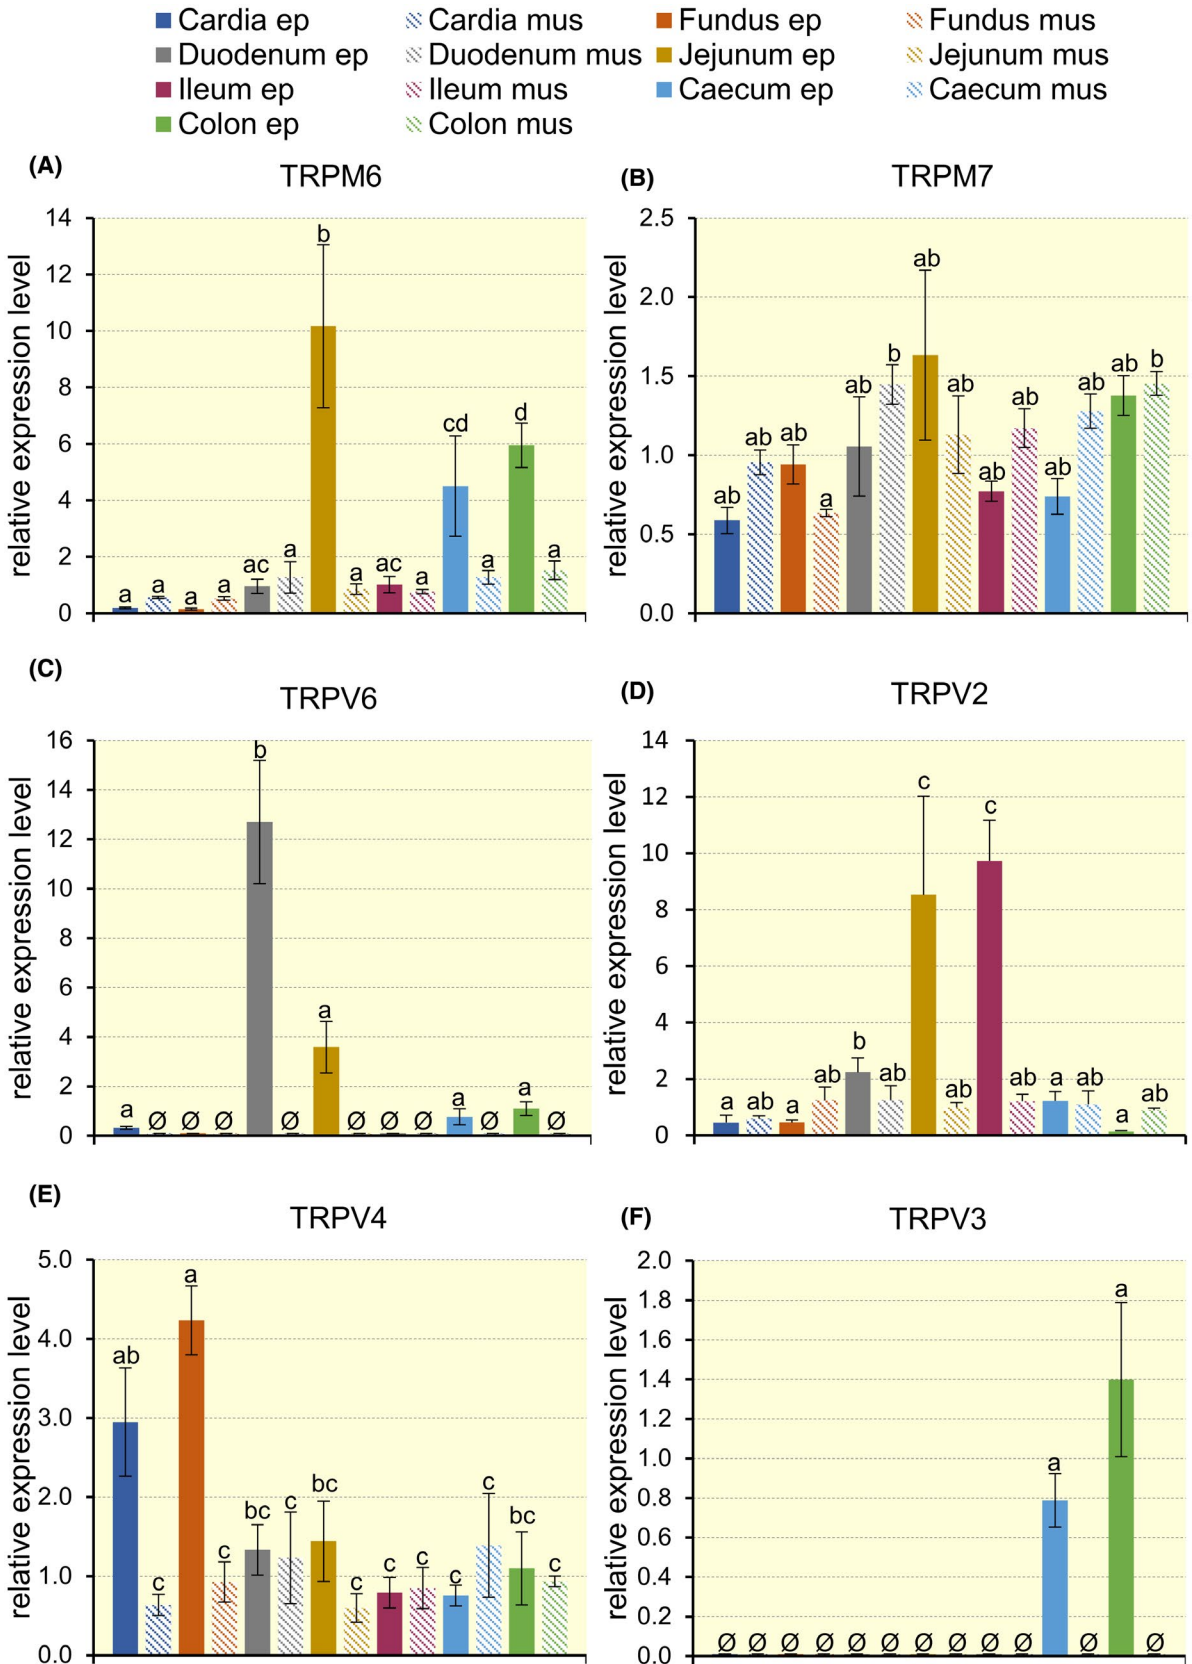 Cardia ep Cardia mus Fundus ep Fundus mus
Duodenum ep Duodenum mus Jejunum ep Jejunum mus
Ileum ep Ileum mus Caecum ep Caecum mus
Colon ep Colon mus
(A)
TRPM6
relative expression level
14
12
10
8
6
4
2
0
a a a a ac a b a ac a cd a d a
(B)
TRPM7
relative expression level
2.5
2.0
1.5
1.0
0.5
0.0
ab ab ab a ab b ab ab ab ab ab ab ab b
(C)
TRPV6
relative expression level
16
14
12
10
8
6
4
2
0
a Ø Ø Ø b Ø a Ø Ø Ø a Ø a Ø
(D)
TRPV2
relative expression level
14
12
10
8
6
4
2
0
a ab a ab b ab c ab c ab a ab a ab
(E)
TRPV4
relative expression level
5.0
4.0
3.0
2.0
1.0
0.0
ab c a c bc c bc c c c c c bc c
(F)
TRPV3
relative expression level
2.0
1.8
1.6
1.4
1.2
1.0
0.8
0.6
0.4
0.2
0.0
Ø Ø Ø Ø Ø Ø Ø Ø Ø Ø a Ø a Ø